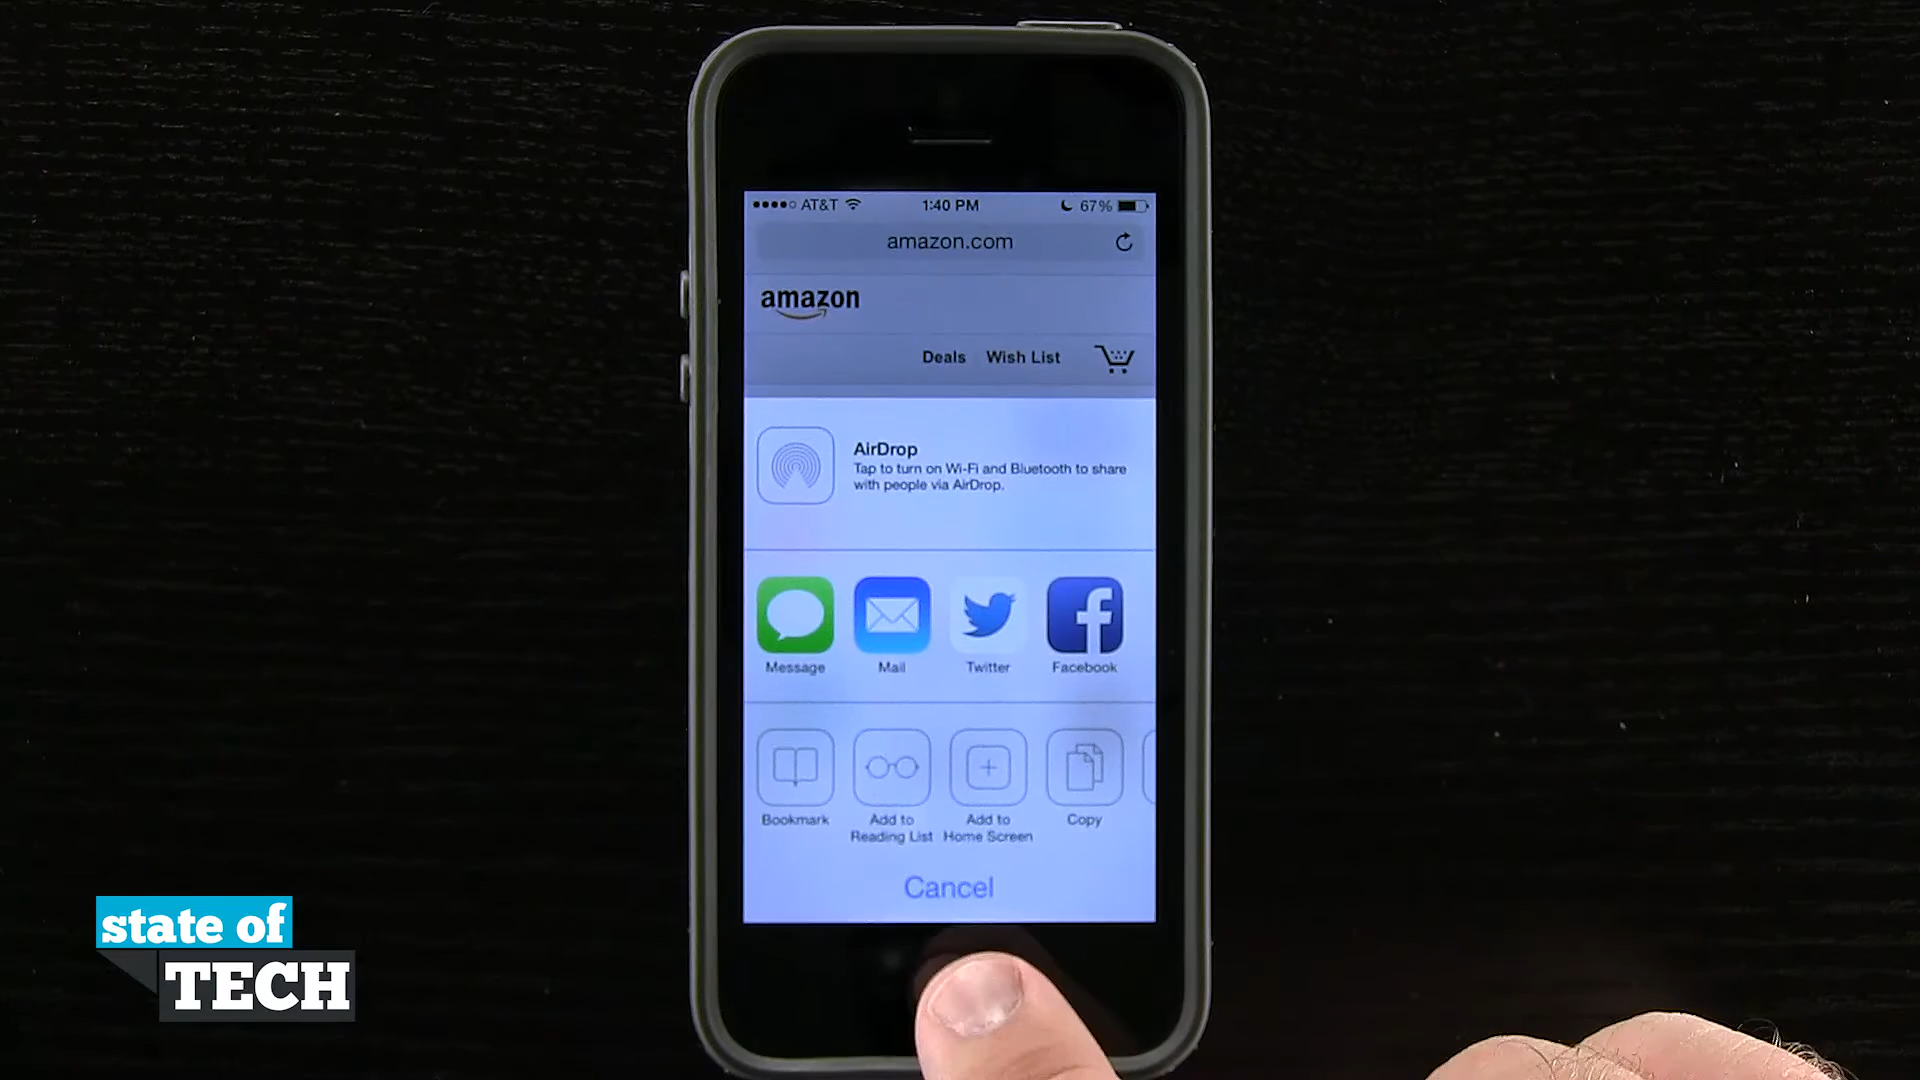 AT&T
1:40 PM
67%
amazon.com
amazon
Deals
Wish List
AirDrop
Tap to turn on Wi-Fi and Bluetooth to share
with people via AirDrop.
Message
Mail
Twitter
Facebook
Bookmark
Add to
Reading List
Add to
Home Screen
Copy
Cancel
state of
TECH